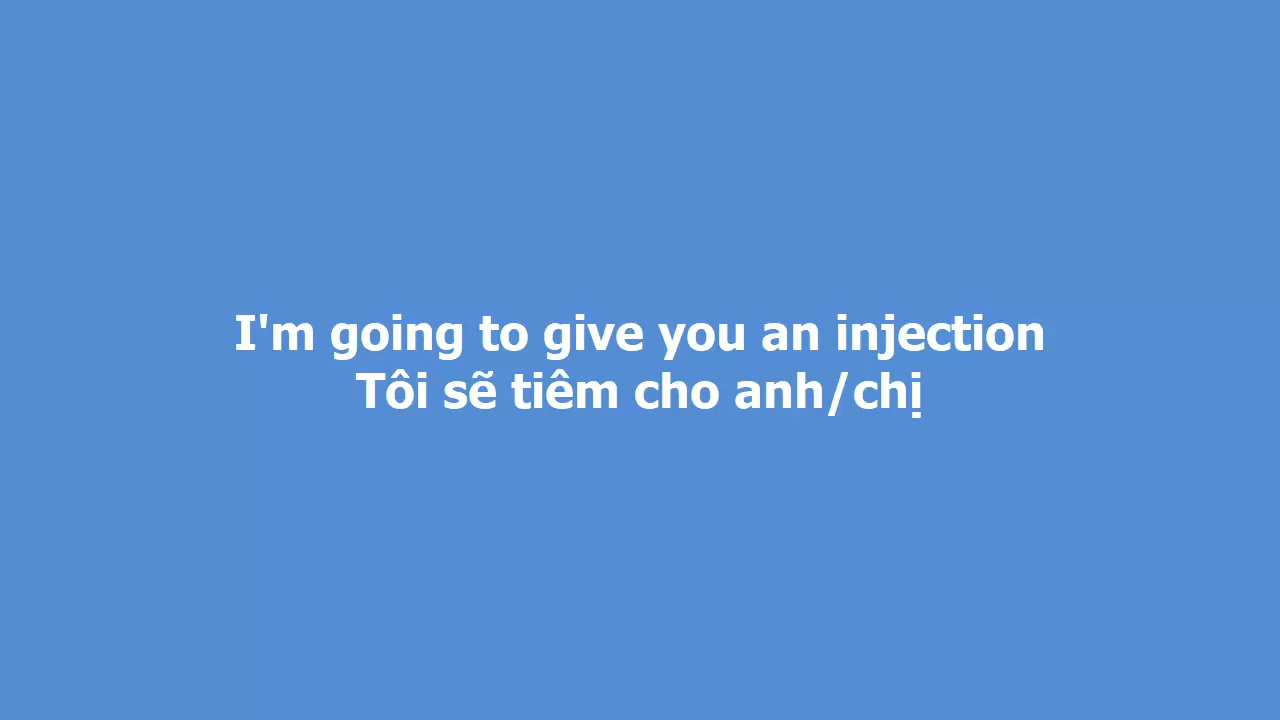 I'm going to give you an injection
Tôi sẽ tiêm cho anh/chị